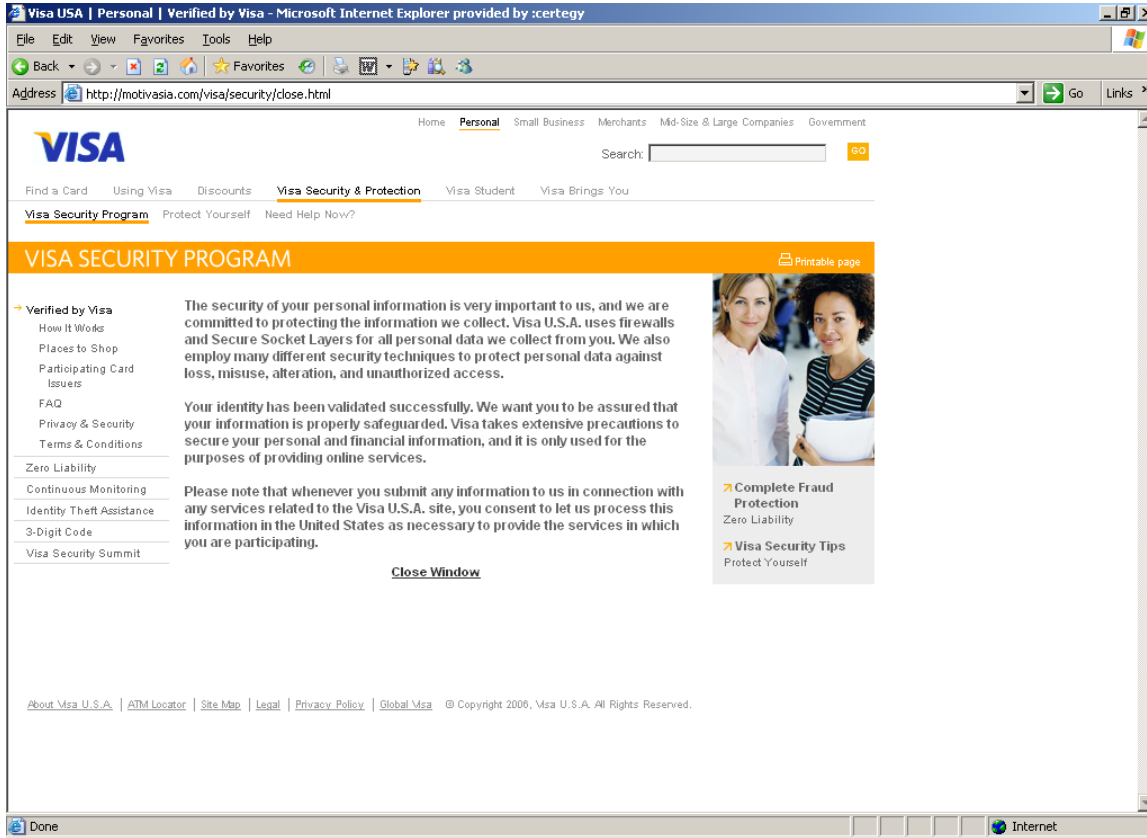 Visa USA | Personal | Verified by Visa - Microsoft Internet Explorer provided by :certegy
File Edit View Favorites Tools Help
Back Favorites
Address http://motivasia.com/visa/security/close.html Go Links
Home Personal Small Business Merchants Mid-Size & Large Companies Government
VISA
Search: GO
Find a Card Using Visa Discounts Visa Security & Protection Visa Student Visa Brings You
Visa Security Program Protect Yourself Need Help Now?
VISA SECURITY PROGRAM
Printable page
Verified by Visa
How It Works
Places to Shop
Participating Card
Issuers
FAQ
Privacy & Security
Terms & Conditions
Zero Liability
Continuous Monitoring
Identity Theft Assistance
3-Digit Code
Visa Security Summit
The security of your personal information is very important to us, and we are
committed to protecting the information we collect. Visa U.S.A. uses firewalls
and Secure Socket Layers for all personal data we collect from you. We also
employ many different security techniques to protect personal data against
loss, misuse, alteration, and unauthorized access.
Your identity has been validated successfully. We want you to be assured that
your information is properly safeguarded. Visa takes extensive precautions to
secure your personal and financial information, and it is only used for the
purposes of providing online services.
Please note that whenever you submit any information to us in connection with
any services related to the Visa U.S.A. site, you consent to let us process this
information in the United States as necessary to provide the services in which
you are participating.
Close Window
Complete Fraud
Protection
Zero Liability
Visa Security Tips
Protect Yourself
About Visa U.S.A. | ATM Locator | Site Map | Legal | Privacy Policy | Global Visa © Copyright 2006, Visa U.S.A. All Rights Reserved.
Done Internet